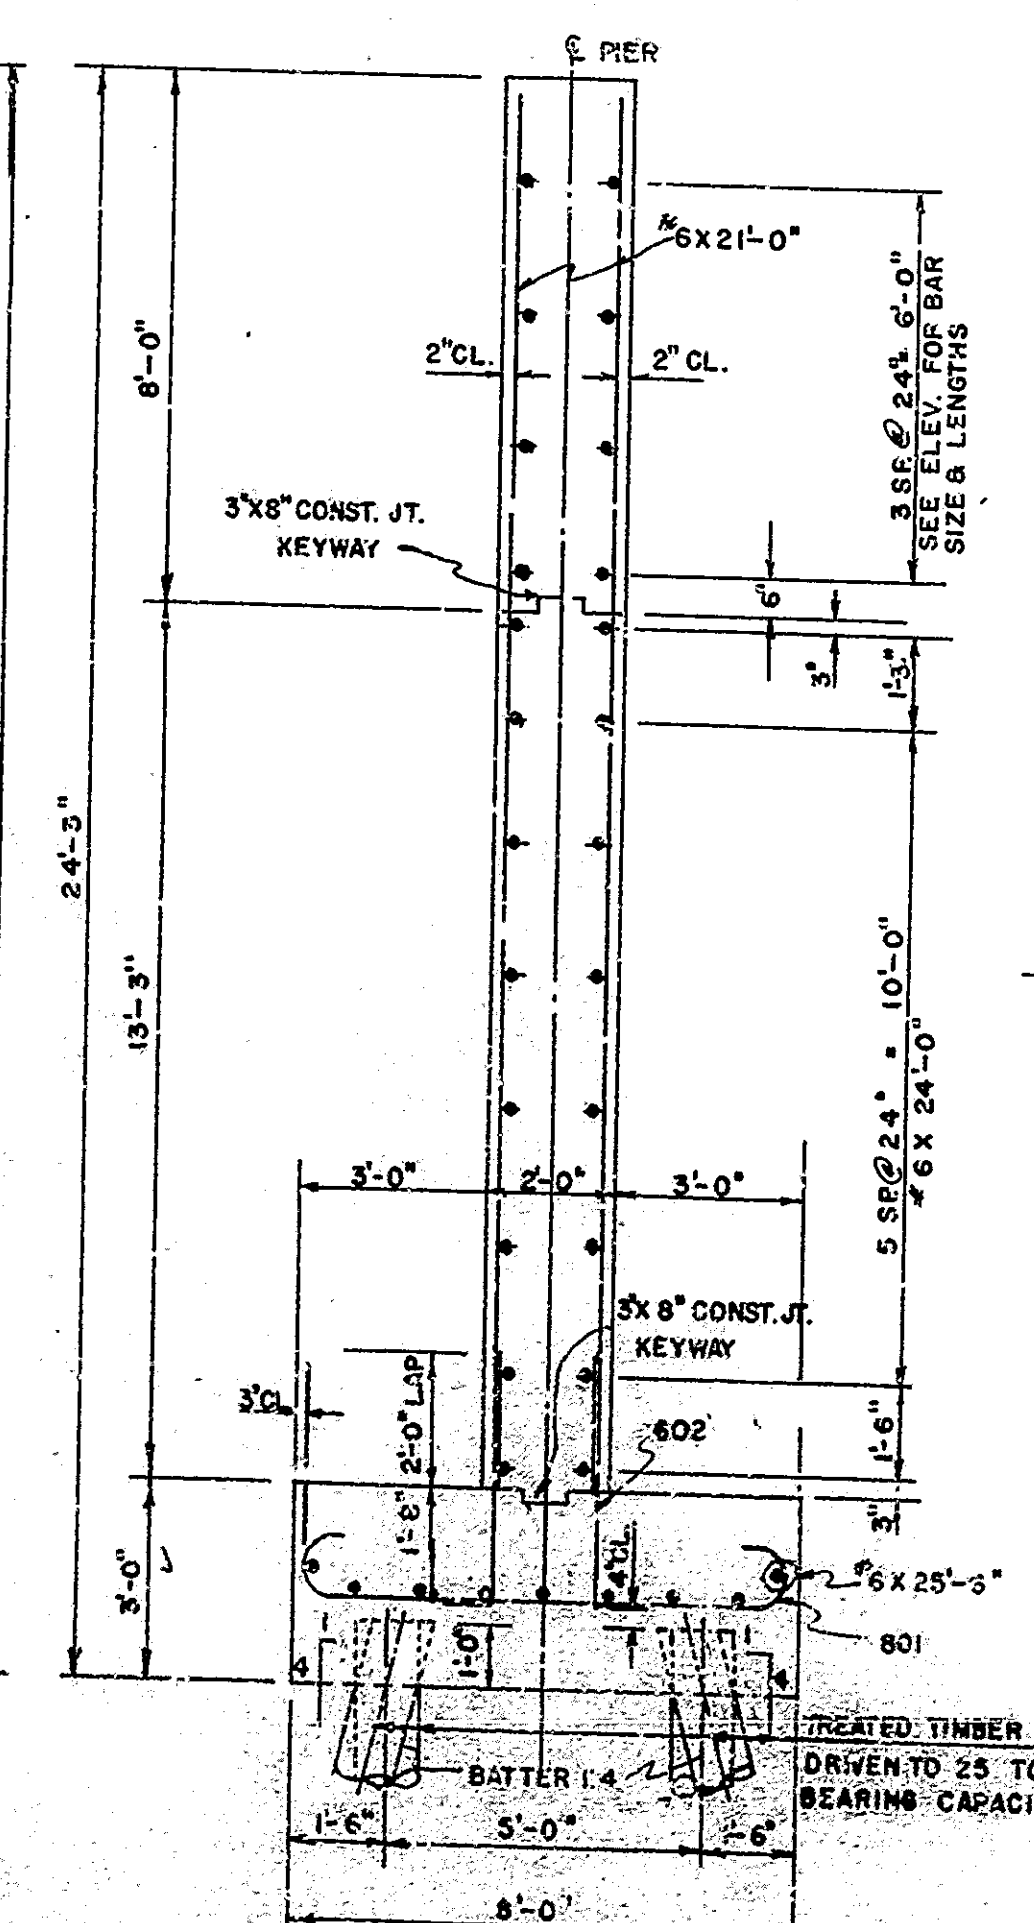 ℄ PIER
#6 X 21'-0"
8'-0"
2" CL.
2" CL.
3 SP. @ 24" = 6'-0"
SEE ELEV. FOR BAR
SIZE & LENGTHS
3"X8" CONST. JT.
KEYWAY
6"
3"
1'-3"
24'-3"
13'-3"
5 SP. @ 24" = 10'-0"
#6 X 24'-0"
3'-0"
2'-0"
3'-0"
3"X 8" CONST. JT.
KEYWAY
3" CL.
2'-0" LAP
602
1'-6"
3'-0"
1'-8"
4" CL.
3"
#6 X 25'-6"
801
1
1
4
4
1'-0"
TREATED TIMBER
DRIVEN TO 25 TO
BATTER 1:4
BEARING CAPACI
1'-6"
5'-0"
1'-6"
8'-0"